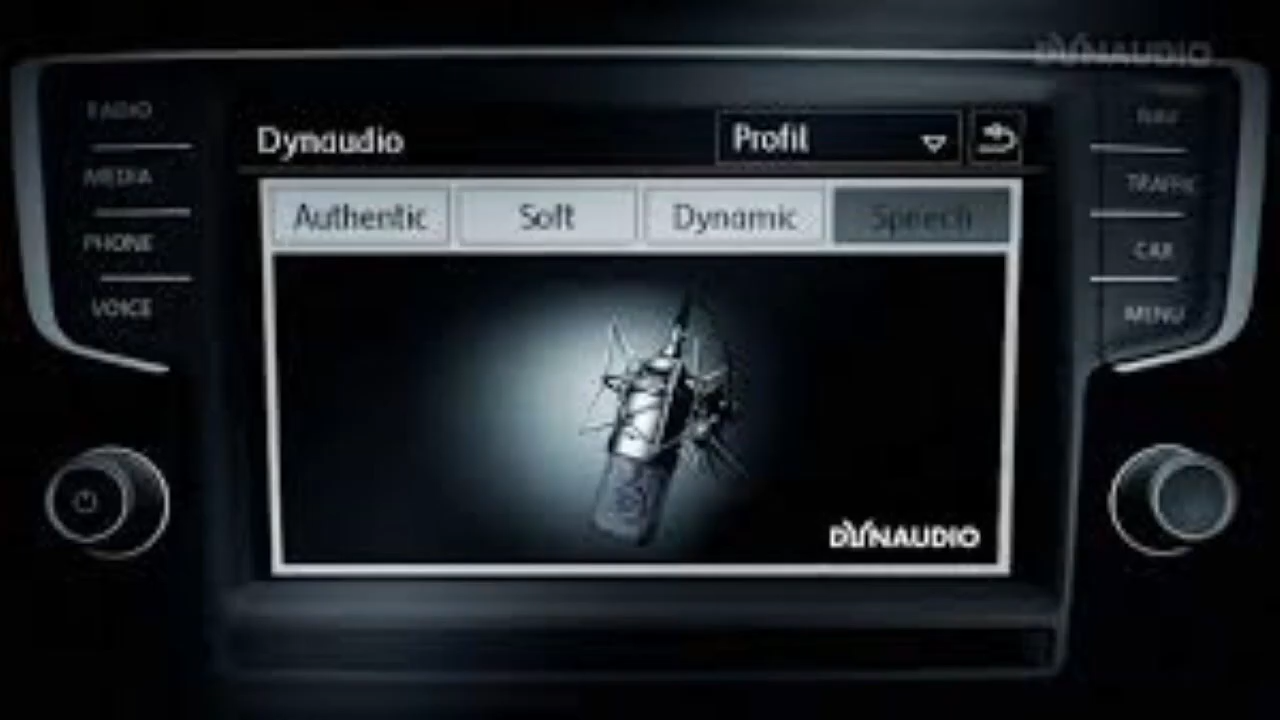 DYNAUDIO
RADIO
MEDIA
PHONE
VOICE
Dynaudio
Profil
Authentic
Soft
Dynamic
Speech
DYNAUDIO
NAV
TRAFFIC
CAR
MENU